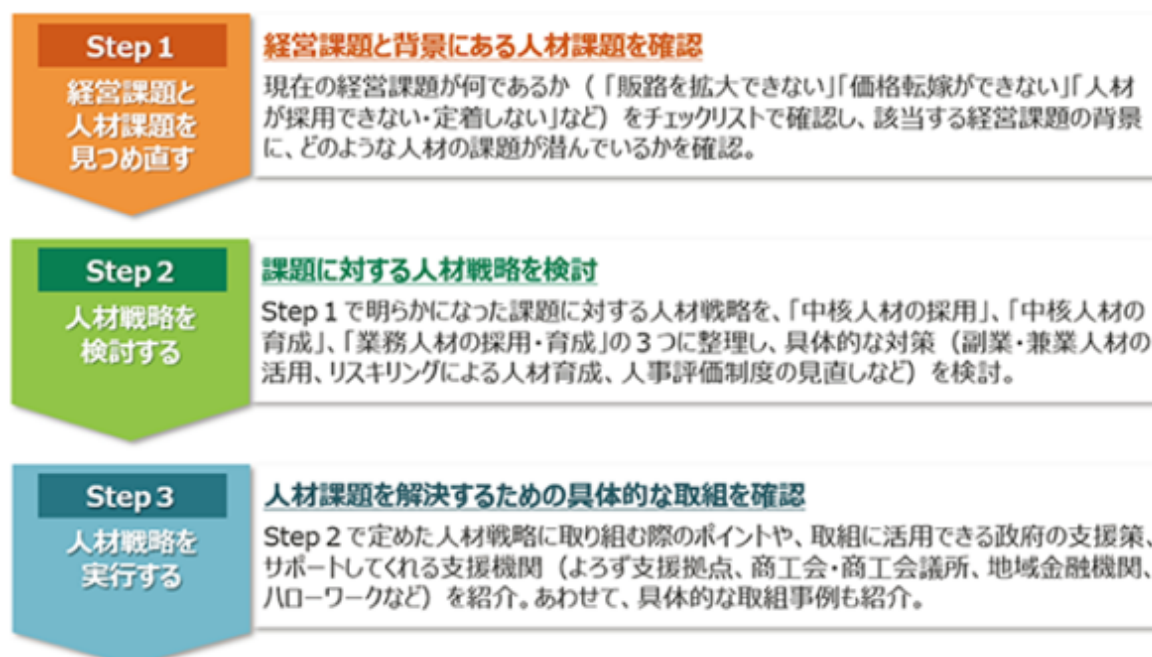 Step 1
経営課題と
人材課題を
見つめ直す
経営課題と背景にある人材課題を確認
現在の経営課題が何であるか（「販路を拡大できない」「価格転嫁ができない」「人材
が採用できない・定着しない」など）をチェックリストで確認し、該当する経営課題の背景
に、どのような人材の課題が潜んでいるかを確認。
Step 2
人材戦略を
検討する
課題に対する人材戦略を検討
Step 1 で明らかになった課題に対する人材戦略を、「中核人材の採用」、「中核人材の
育成」、「業務人材の採用・育成」の３つに整理し、具体的な対策（副業・兼業人材の
活用、リスキリングによる人材育成、人事評価制度の見直しなど）を検討。
Step 3
人材戦略を
実行する
人材課題を解決するための具体的な取組を確認
Step 2 で定めた人材戦略に取り組む際のポイントや、取組に活用できる政府の支援策、
サポートしてくれる支援機関（よろず支援拠点、商工会・商工会議所、地域金融機関、
ハローワークなど）を紹介。あわせて、具体的な取組事例も紹介。